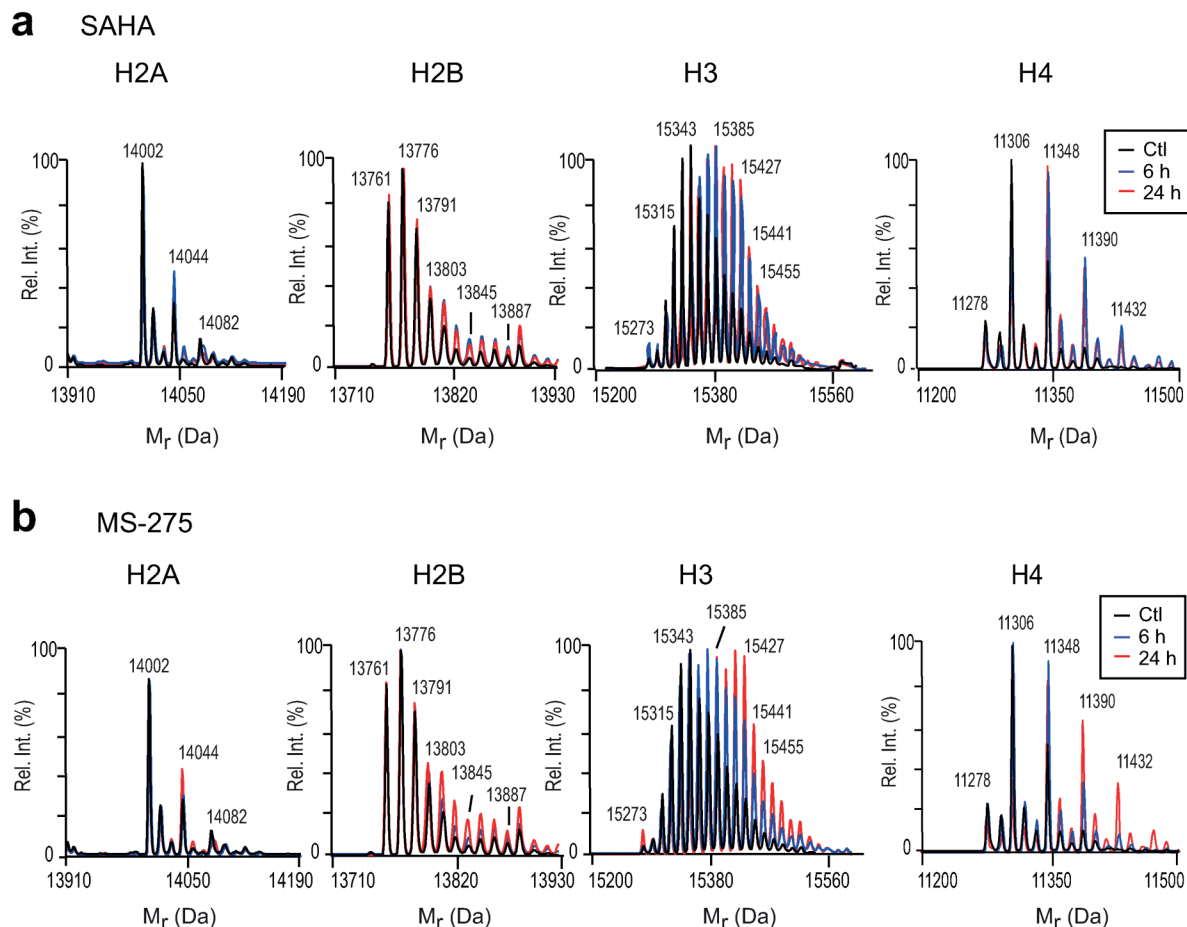 a SAHA
H2A H2B H3 H4
100 14002 14044 14082 0 13910 14050 14190 Rel. Int. (%) Mr (Da)
100 13761 13776 13791 13803 13845 13887 0 13710 13820 13930 Rel. Int. (%) Mr (Da)
100 15273 15315 15343 15385 15427 15441 15455 0 15200 15380 15560 Rel. Int. (%) Mr (Da)
100 11278 11306 11348 11390 11432 0 11200 11350 11500 Rel. Int. (%) Mr (Da)
Ctl
6 h
24 h
b MS-275
H2A H2B H3 H4
100 14002 14044 14082 0 13910 14050 14190 Rel. Int. (%) Mr (Da)
100 13761 13776 13791 13803 13845 13887 0 13710 13820 13930 Rel. Int. (%) Mr (Da)
100 15273 15315 15343 15385 15427 15441 15455 0 15200 15380 15560 Rel. Int. (%) Mr (Da)
100 11278 11306 11348 11390 11432 0 11200 11350 11500 Rel. Int. (%) Mr (Da)
Ctl
6 h
24 h